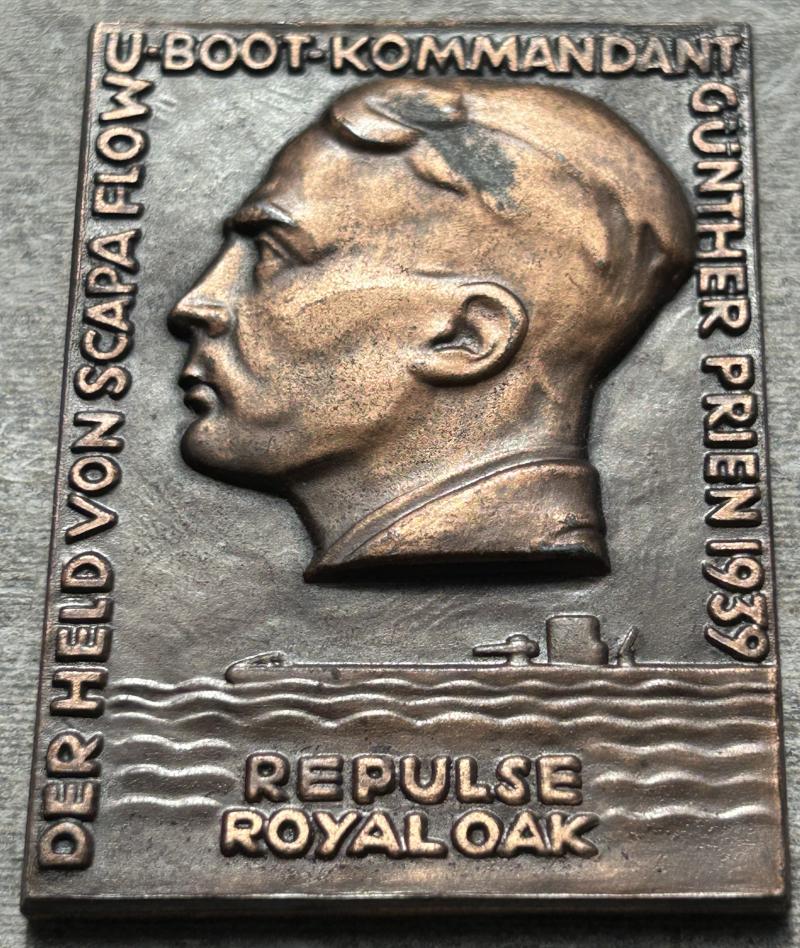 DER HELD VON SCAPA FLOW
U-BOOT-KOMMANDANT
GÜNTHER PRIEN 1939
REPULSE
ROYAL OAK